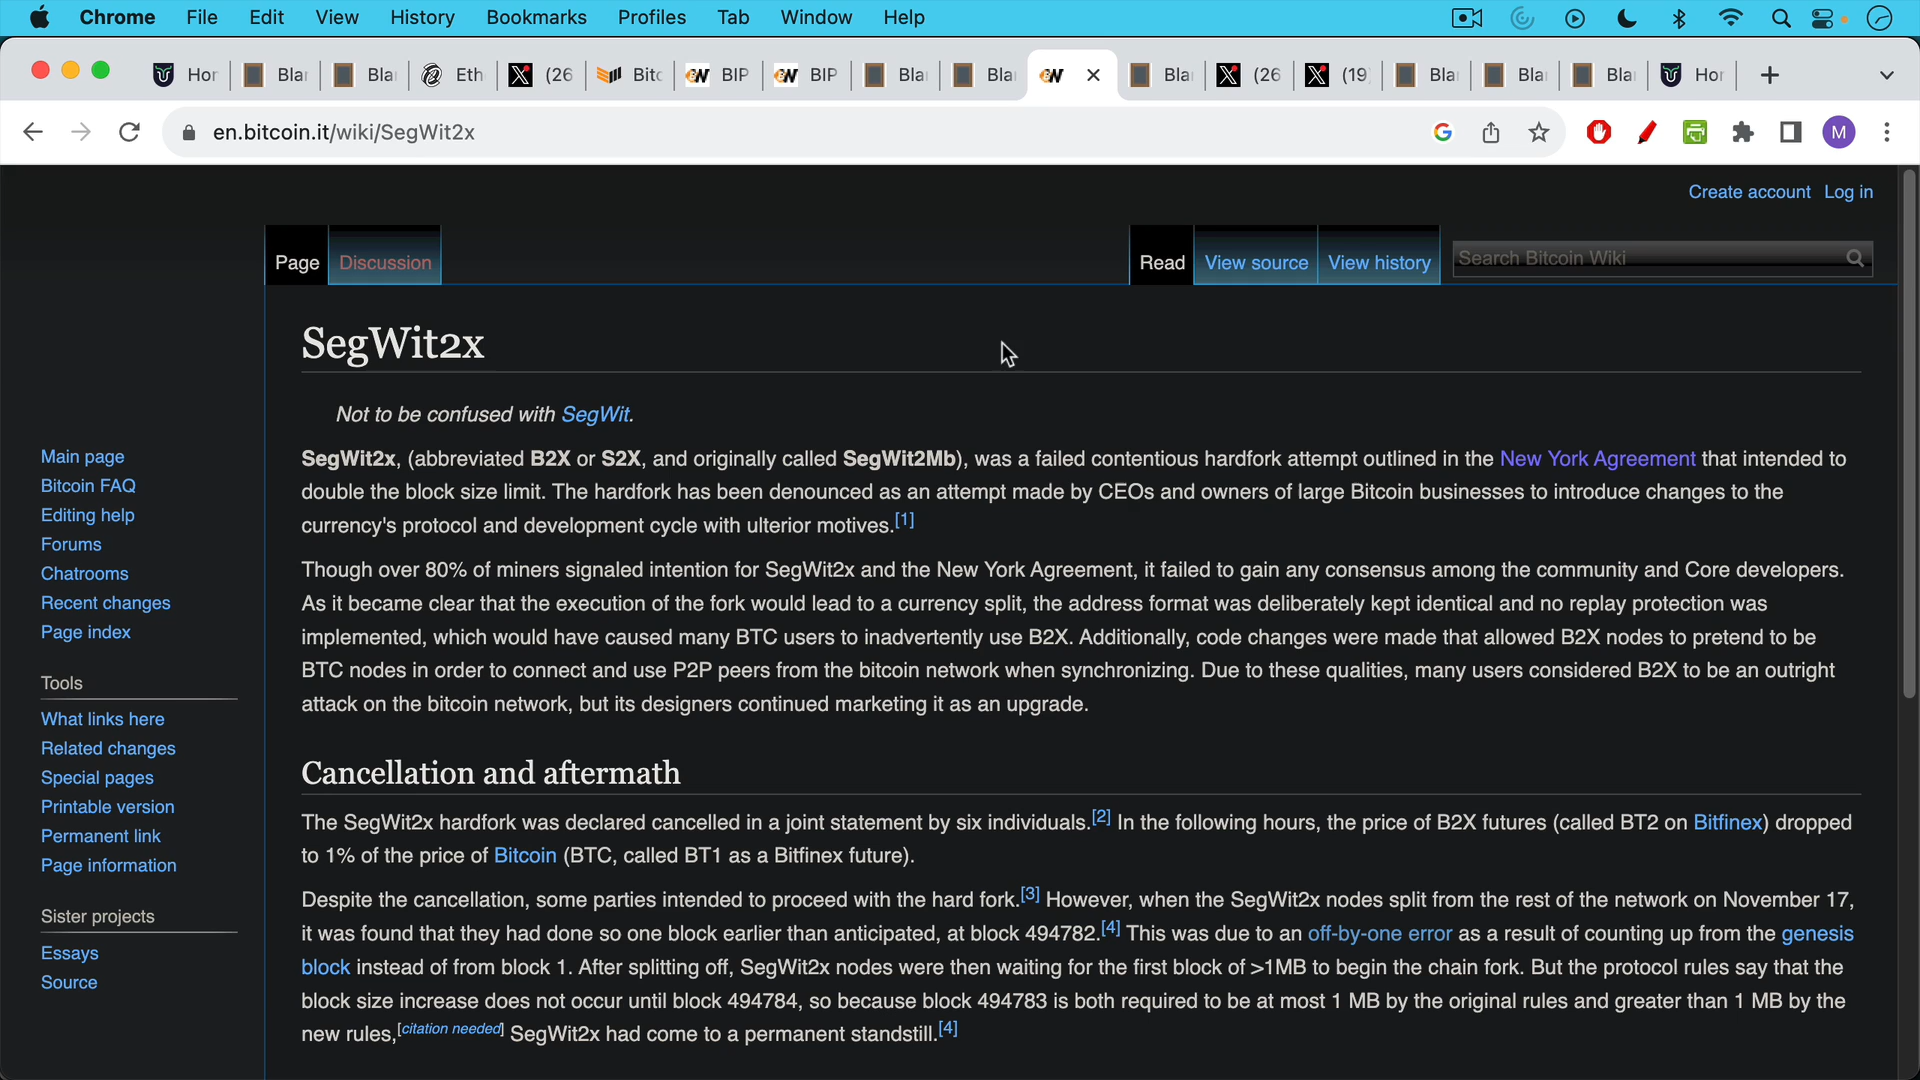 Chrome File Edit View History Bookmarks Profiles Tab Window Help
Hor Blar Bla Eth (26 Bitc BIP BIP Bla Bla Bla (26 (19 Bla Bla Bla Hor
en.bitcoin.it/wiki/SegWit2x
M
Create account Log in
Page Discussion Read View source View history Search Bitcoin Wiki
SegWit2x
Not to be confused with SegWit.
SegWit2x, (abbreviated B2X or S2X, and originally called SegWit2Mb), was a failed contentious hardfork attempt outlined in the New York Agreement that intended to
double the block size limit. The hardfork has been denounced as an attempt made by CEOs and owners of large Bitcoin businesses to introduce changes to the
currency's protocol and development cycle with ulterior motives.[1]
Though over 80% of miners signaled intention for SegWit2x and the New York Agreement, it failed to gain any consensus among the community and Core developers.
As it became clear that the execution of the fork would lead to a currency split, the address format was deliberately kept identical and no replay protection was
implemented, which would have caused many BTC users to inadvertently use B2X. Additionally, code changes were made that allowed B2X nodes to pretend to be
BTC nodes in order to connect and use P2P peers from the bitcoin network when synchronizing. Due to these qualities, many users considered B2X to be an outright
attack on the bitcoin network, but its designers continued marketing it as an upgrade.
Cancellation and aftermath
The SegWit2x hardfork was declared cancelled in a joint statement by six individuals.[2] In the following hours, the price of B2X futures (called BT2 on Bitfinex) dropped
to 1% of the price of Bitcoin (BTC, called BT1 as a Bitfinex future).
Despite the cancellation, some parties intended to proceed with the hard fork.[3] However, when the SegWit2x nodes split from the rest of the network on November 17,
it was found that they had done so one block earlier than anticipated, at block 494782.[4] This was due to an off-by-one error as a result of counting up from the genesis
block instead of from block 1. After splitting off, SegWit2x nodes were then waiting for the first block of >1MB to begin the chain fork. But the protocol rules say that the
block size increase does not occur until block 494784, so because block 494783 is both required to be at most 1 MB by the original rules and greater than 1 MB by the
new rules,[citation needed] SegWit2x had come to a permanent standstill.[4]
Main page
Bitcoin FAQ
Editing help
Forums
Chatrooms
Recent changes
Page index
Tools
What links here
Related changes
Special pages
Printable version
Permanent link
Page information
Sister projects
Essays
Source